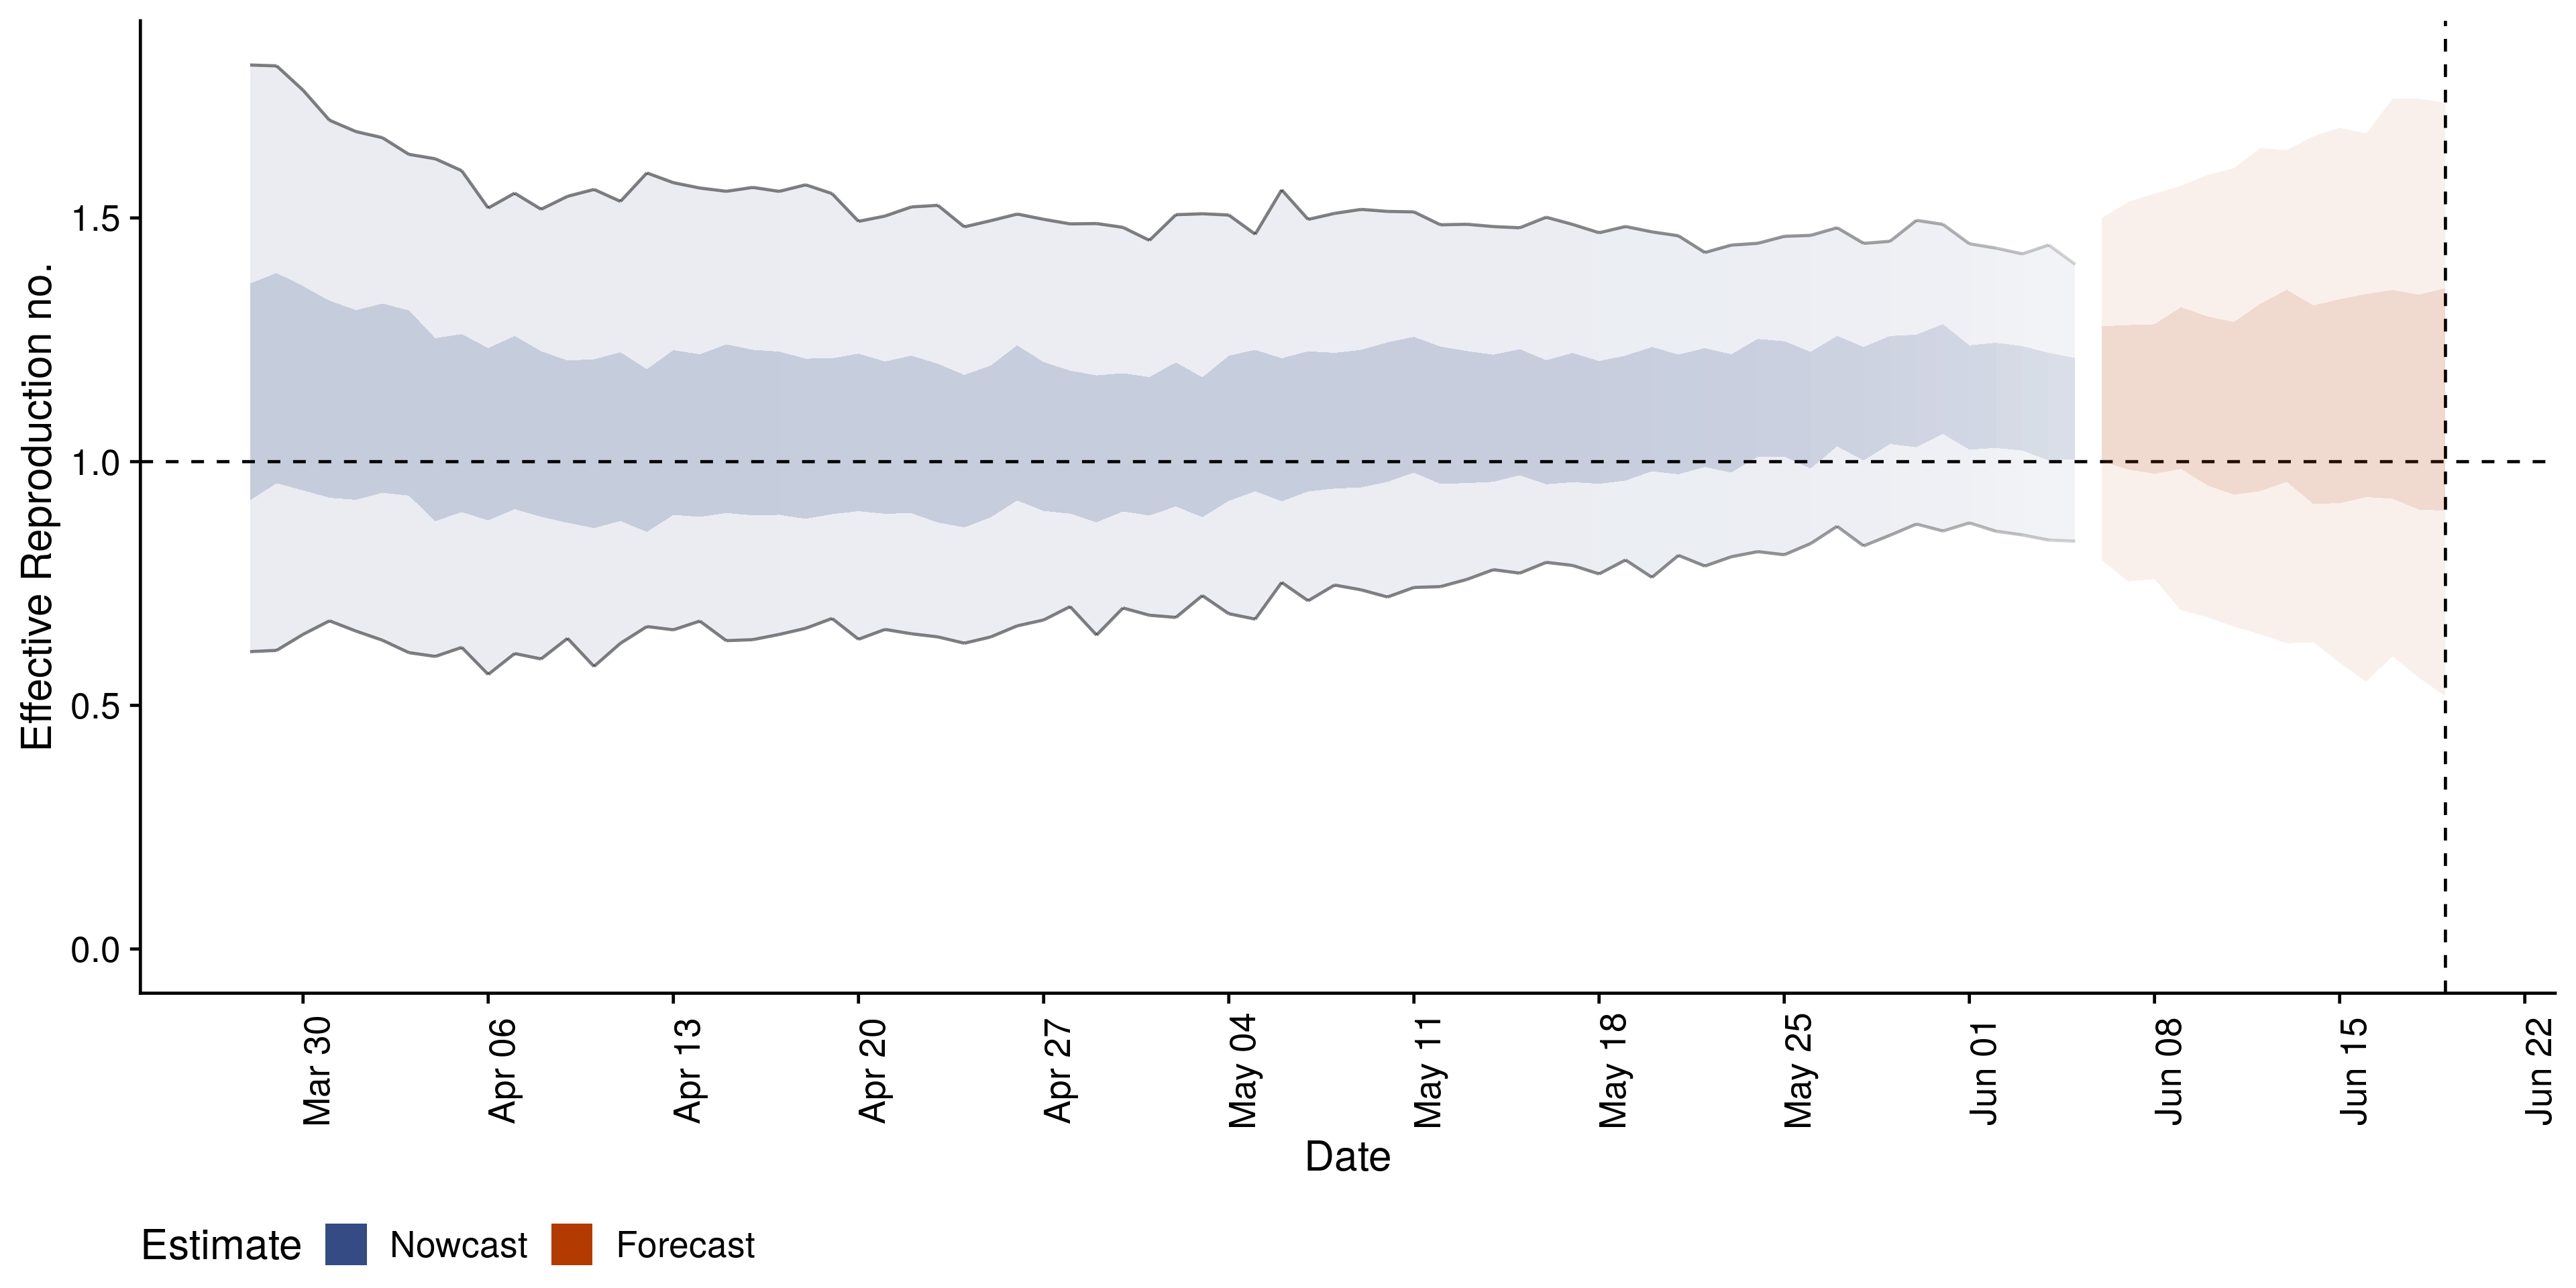 Effective Reproduction no.
1.5
1.0
0.5
0.0
Mar 30
Apr 06
Apr 13
Apr 20
Apr 27
May 04
May 11
May 18
May 25
Jun 01
Jun 08
Jun 15
Jun 22
Date
Estimate Nowcast Forecast